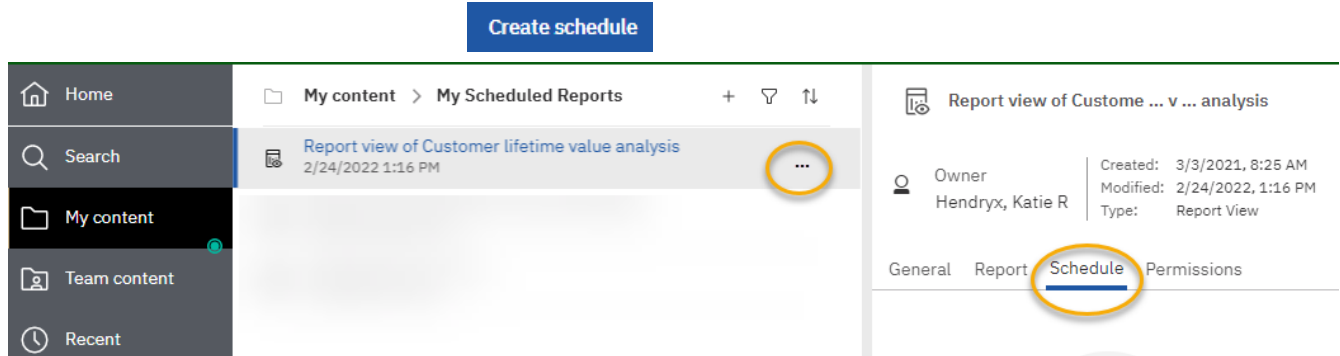 Create schedule
Home
My content > My Scheduled Reports
Report view of Custome ... v ... analysis
Search
Report view of Customer lifetime value analysis
2/24/2022 1:16 PM
...
Owner
Hendryx, Katie R
Created: 3/3/2021, 8:25 AM
Modified: 2/24/2022, 1:16 PM
Type: Report View
My content
General Report Schedule Permissions
Team content
Recent